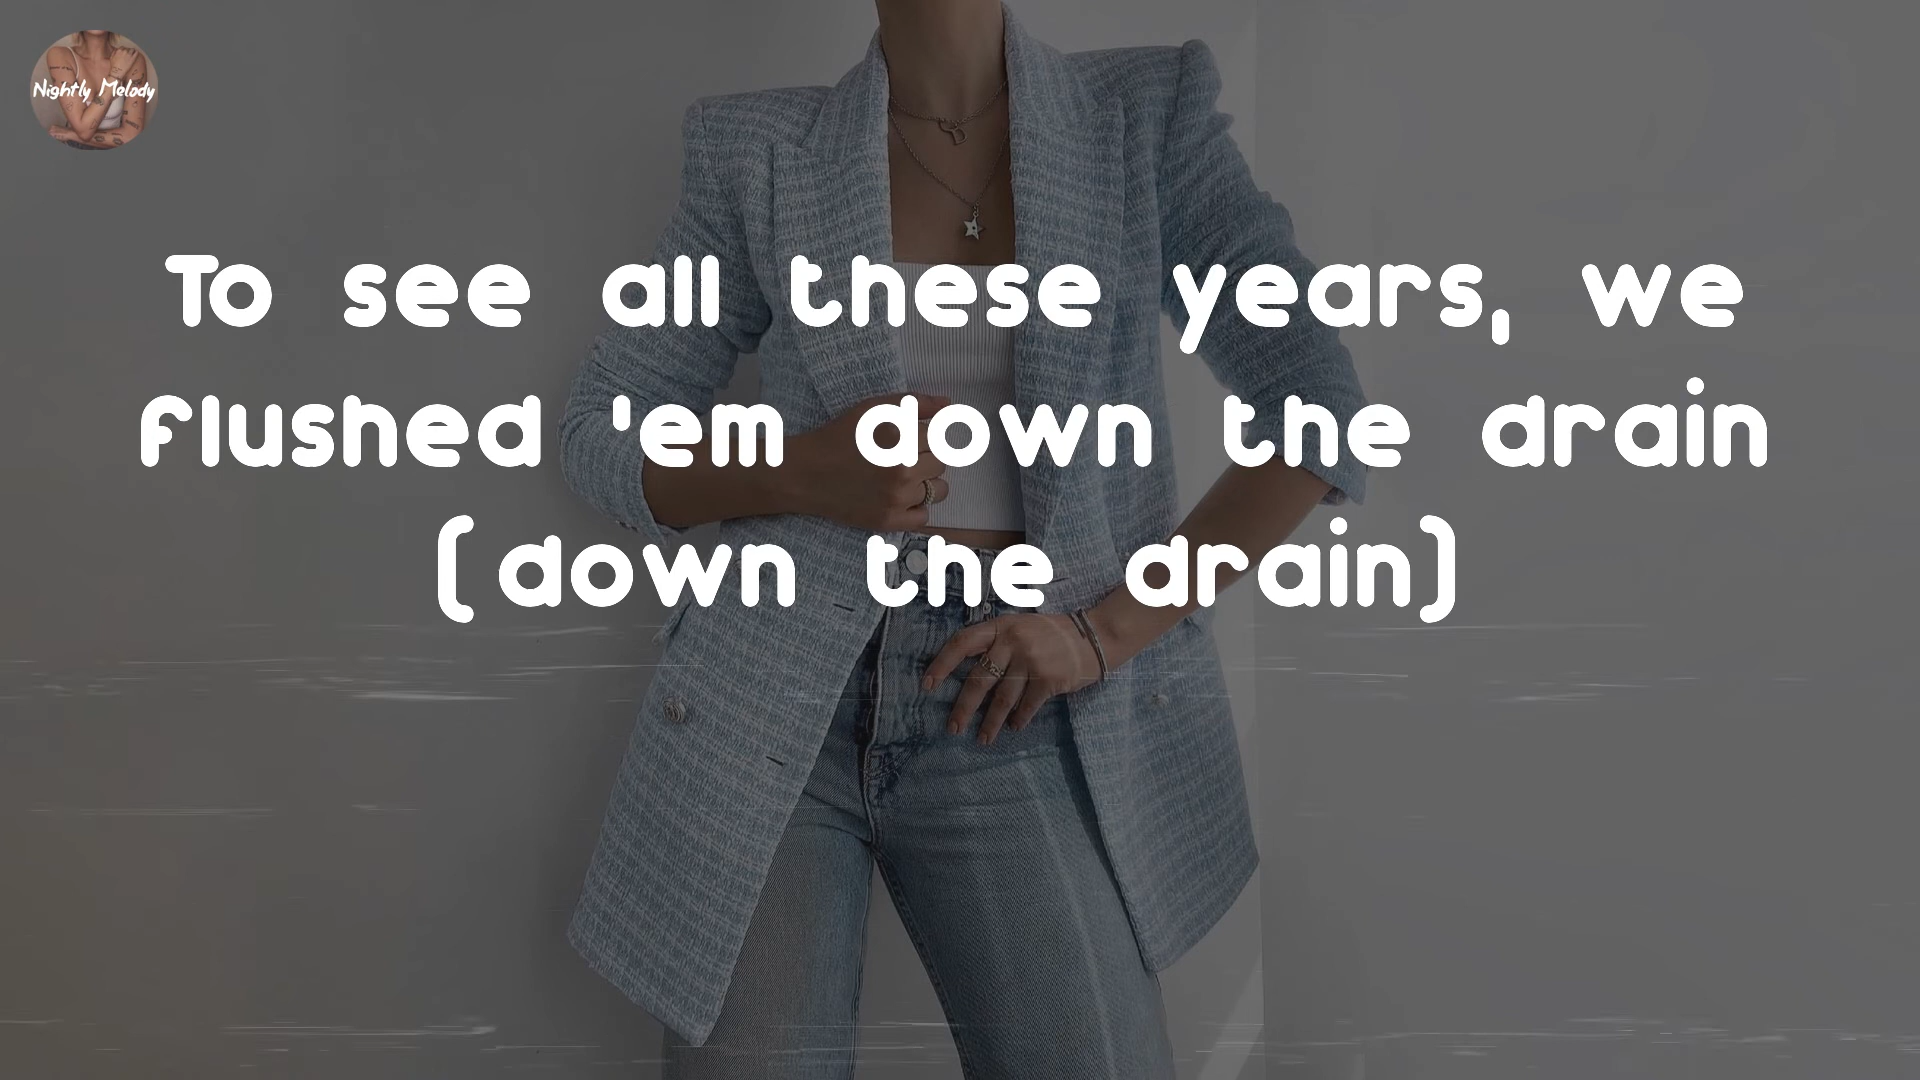 Nightly Melody
To see all these years, we
flushed 'em down the drain
(down the drain)